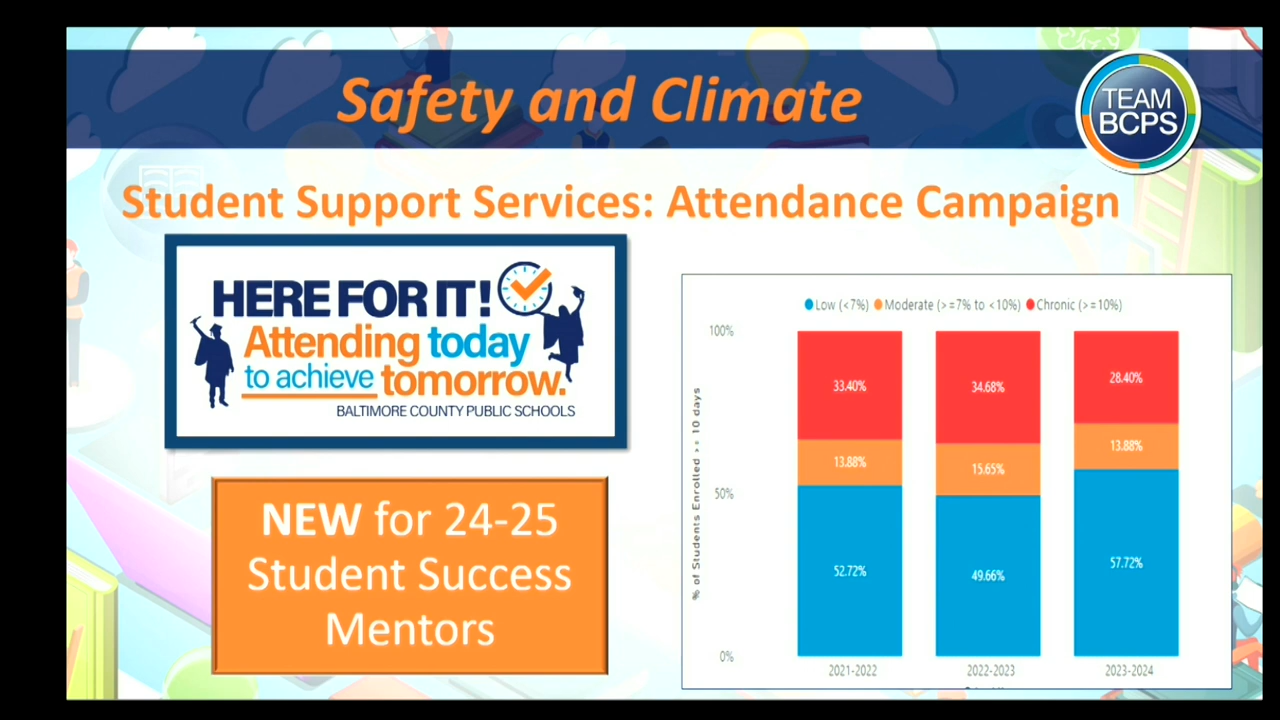 Safety and Climate
TEAM
BCPS
Student Support Services: Attendance Campaign
HERE FOR IT!
Attending today
to achieve tomorrow.
BALTIMORE COUNTY PUBLIC SCHOOLS
NEW for 24-25
Student Success
Mentors
Low (<7%) Moderate (>=7% to <10%) Chronic (>=10%)
% of Students Enrolled >= 10 days
100%
50%
0%
33.40%
13.88%
52.72%
34.68%
15.65%
49.66%
28.40%
13.88%
57.72%
2021-2022
2022-2023
2023-2024